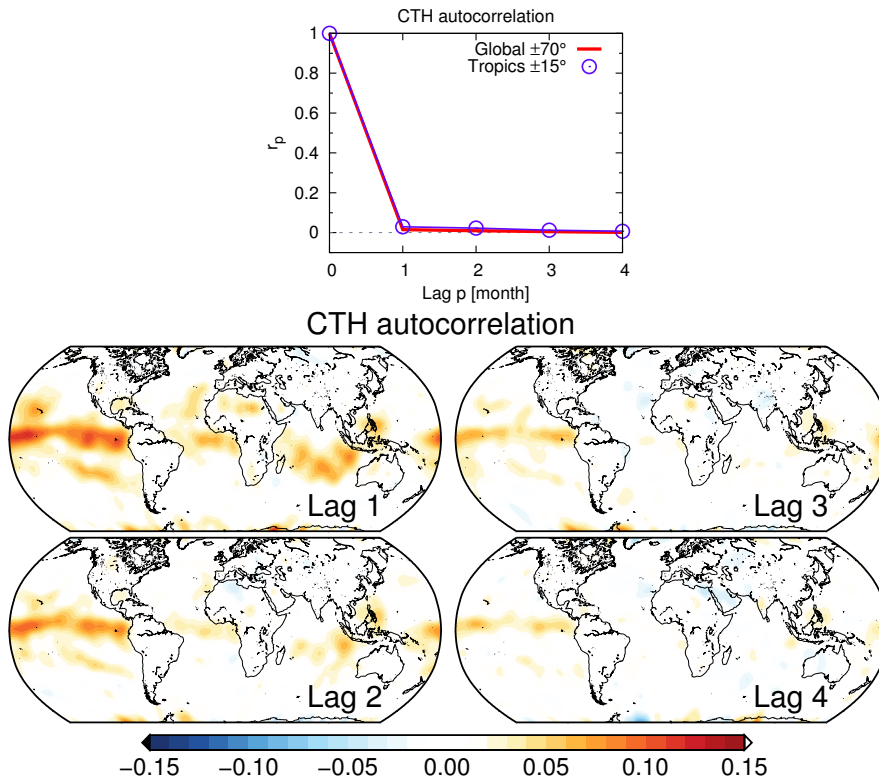 CTH autocorrelation
Global ±70°
Tropics ±15°
1
0.8
0.6
0.4
0.2
0
r_p
0 1 2 3 4
Lag p [month]
CTH autocorrelation
Lag 1
Lag 3
Lag 2
Lag 4
−0.15 −0.10 −0.05 0.00 0.05 0.10 0.15